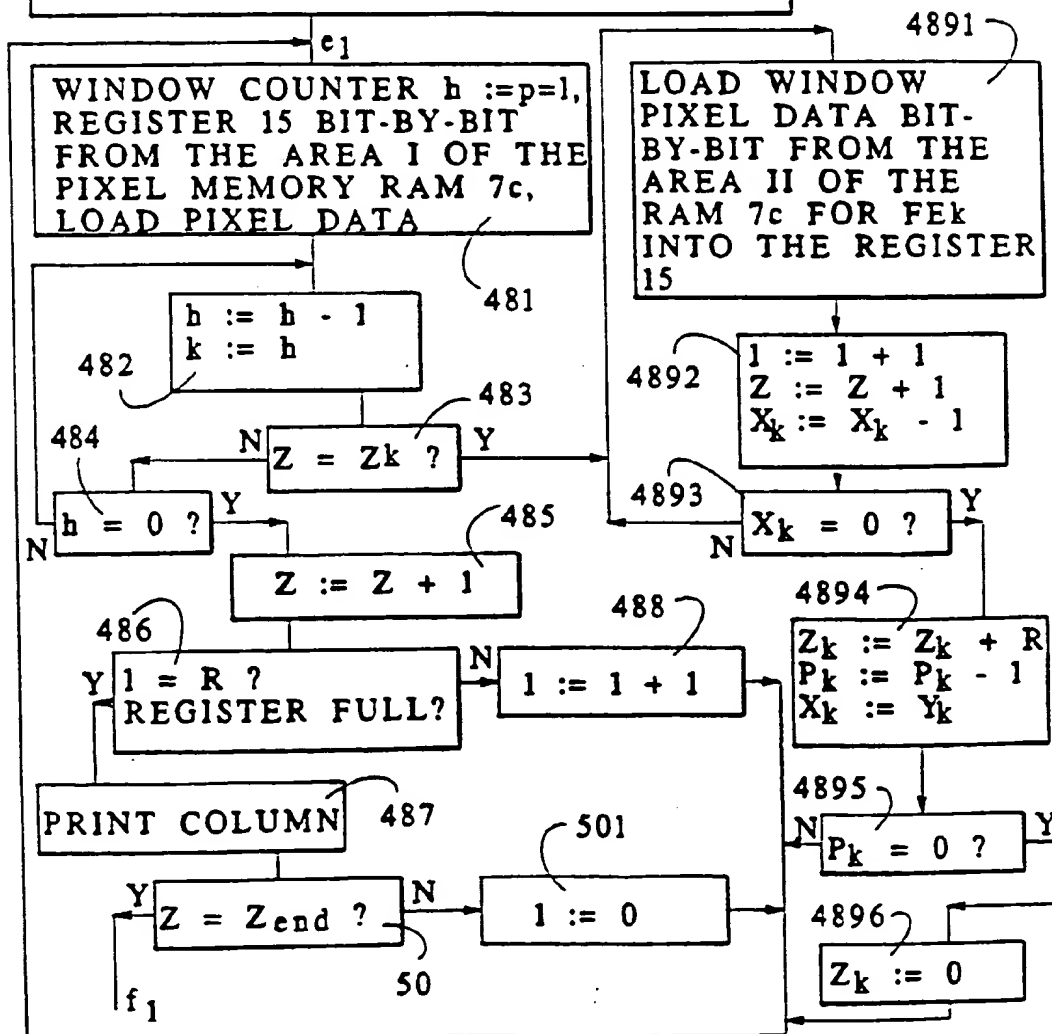 e1
4891
WINDOW COUNTER h :=p=1,
REGISTER 15 BIT-BY-BIT
FROM THE AREA I OF THE
PIXEL MEMORY RAM 7c,
LOAD PIXEL DATA
481
LOAD WINDOW
PIXEL DATA BIT-
BY-BIT FROM THE
AREA II OF THE
RAM 7c FOR FEk
INTO THE REGISTER
15
h := h - 1
k := h
482
4892
1 := 1 + 1
Z := Z + 1
Xk := Xk - 1
483
N
Z = Zk ?
Y
484
h = 0 ?
Y
N
4893
Xk = 0 ?
Y
N
485
Z := Z + 1
486
Y
1 = R ?
REGISTER FULL?
N
488
1 := 1 + 1
4894
Zk := Zk + R
Pk := Pk - 1
Xk := Yk
PRINT COLUMN
487
4895
N
Pk = 0 ?
Y
Y
Z = Zend ?
N
50
501
1 := 0
4896
Zk := 0
f1